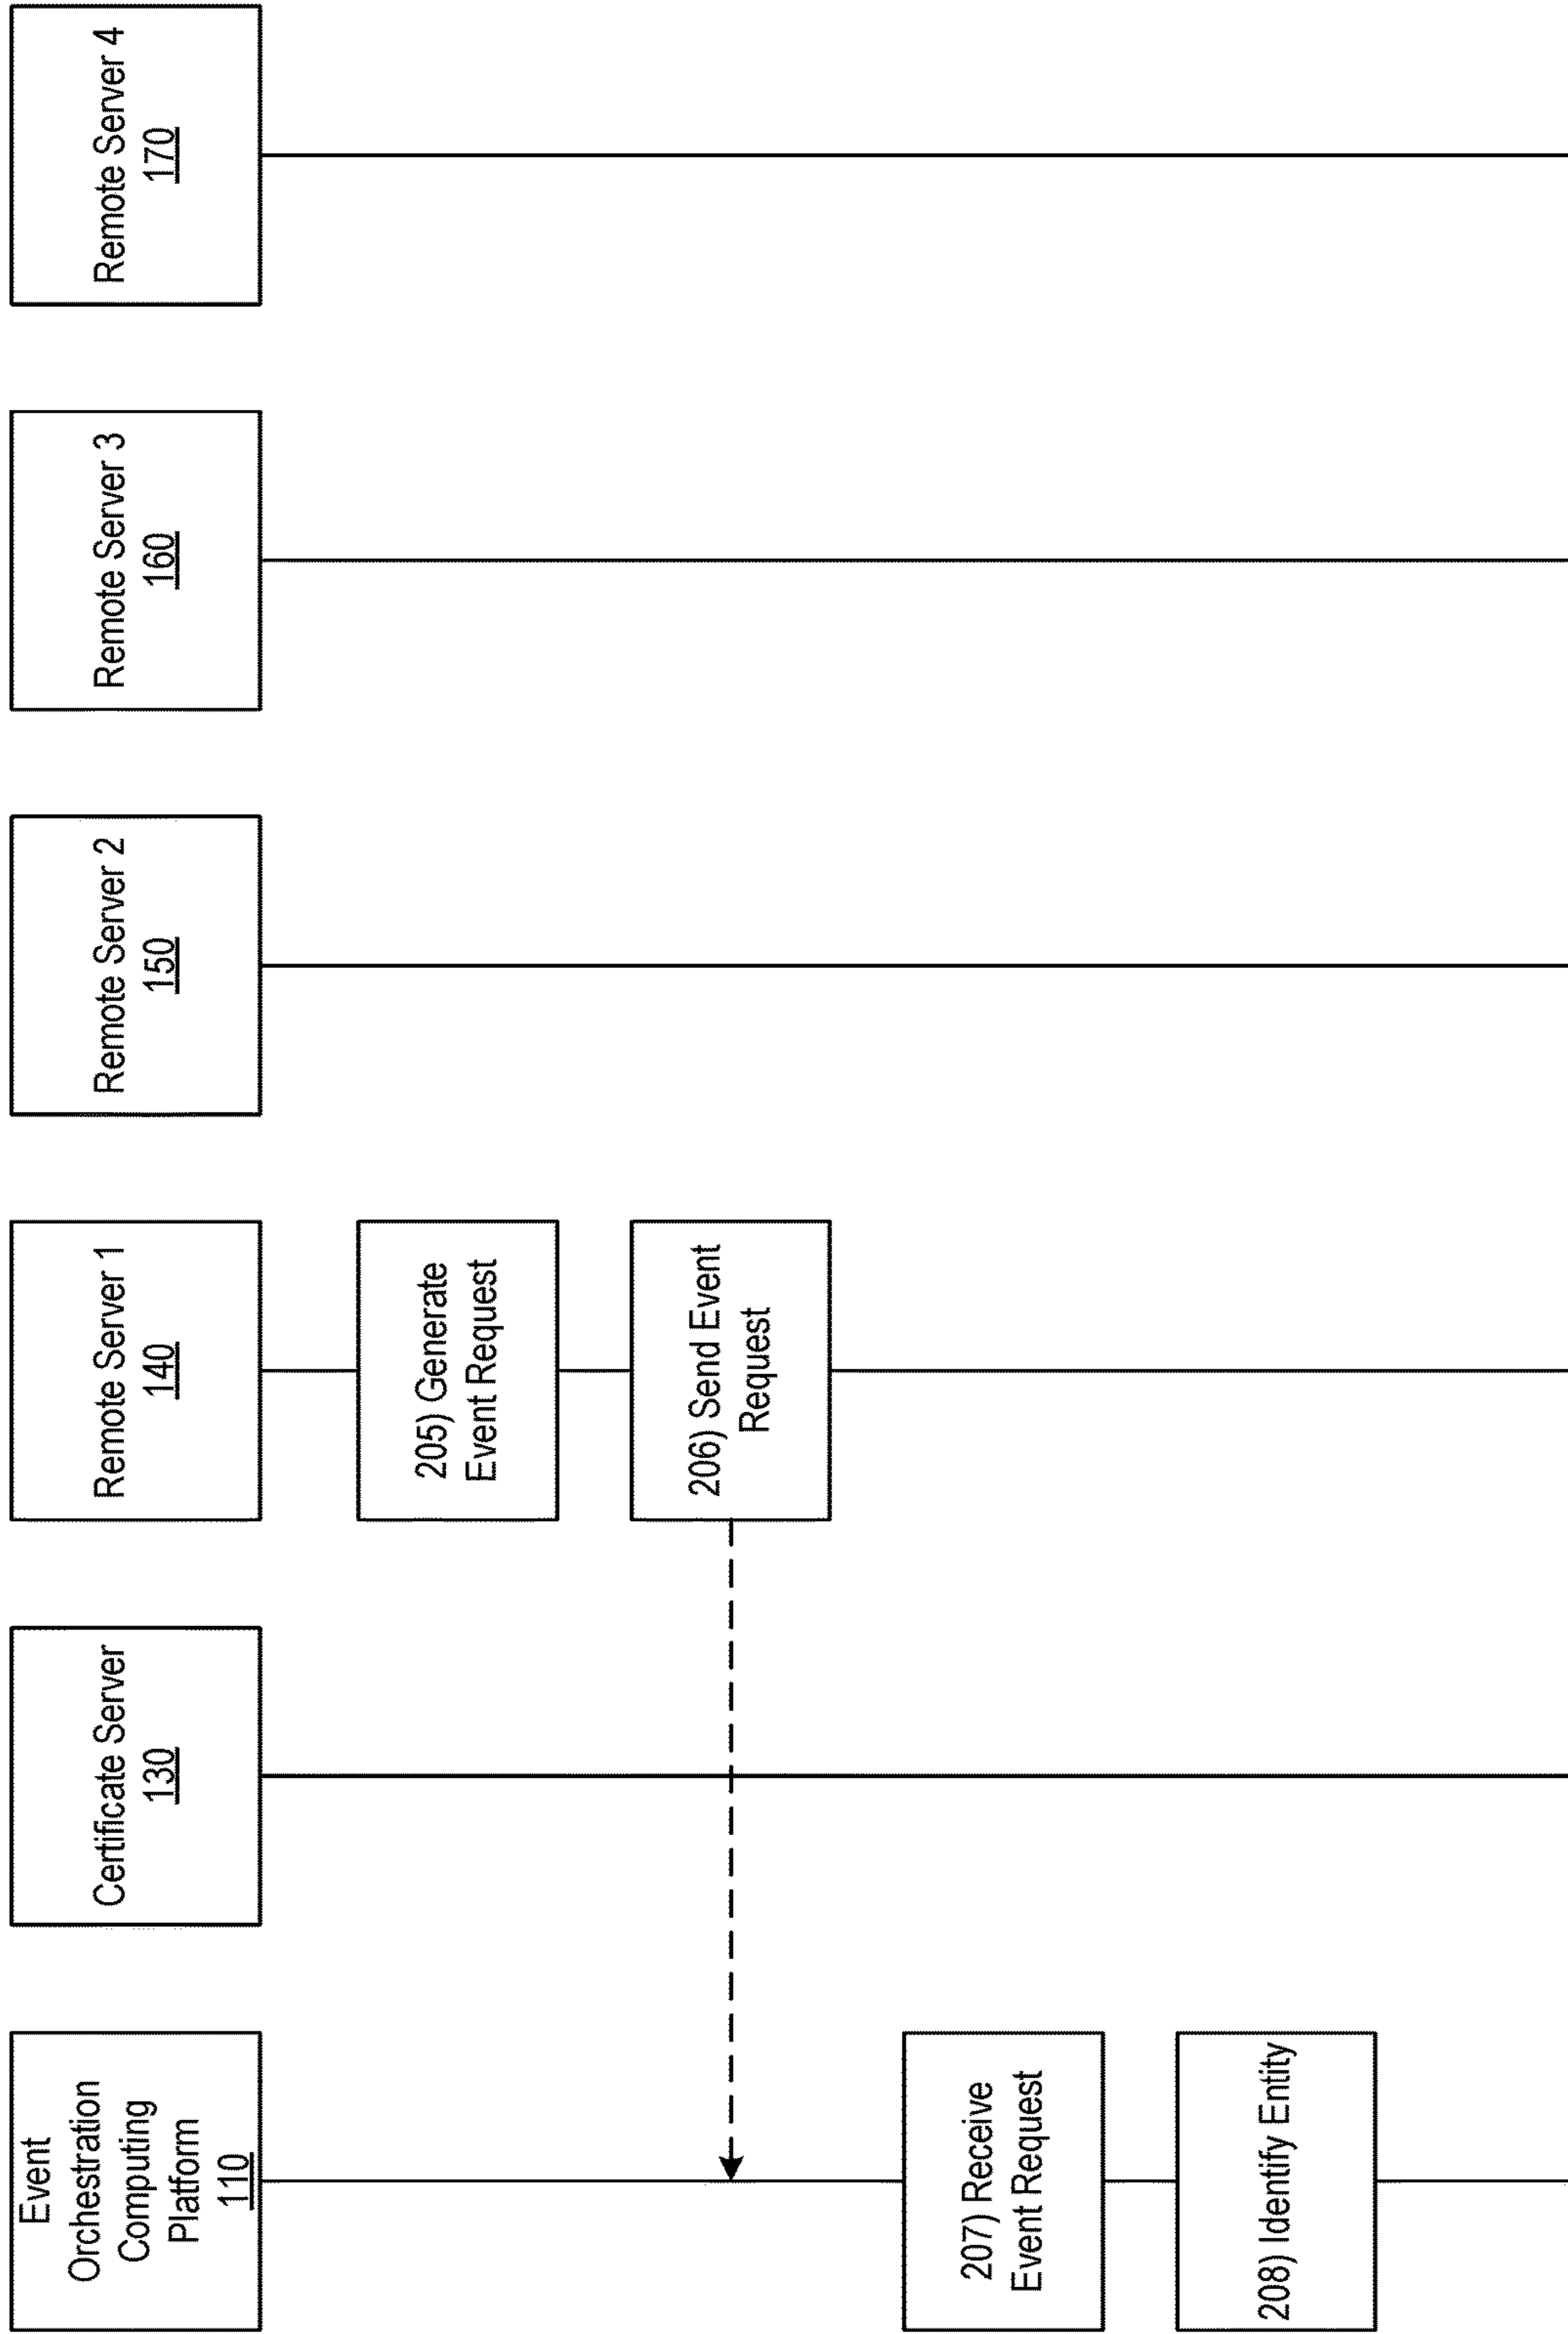 Event
Orchestration
Computing
Platform
110
Certificate Server
130
Remote Server 1
140
Remote Server 2
150
Remote Server 3
160
Remote Server 4
170
205) Generate
Event Request
206) Send Event
Request
207) Receive
Event Request
208) Identify Entity